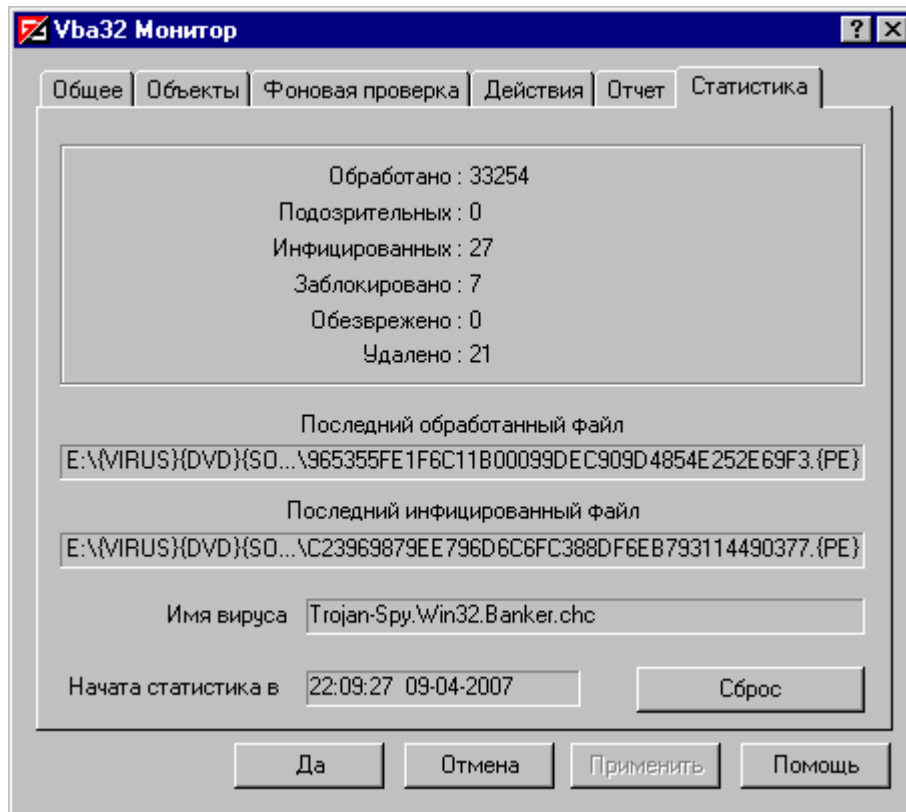 Vba32 Монитор
Общее Объекты Фоновая проверка Действия Отчет Статистика
Обработано : 33254
Подозрительных : 0
Инфицированных : 27
Заблокировано : 7
Обезврежено : 0
Удалено : 21
Последний обработанный файл
E:\{VIRUS}{DVD}{SO...\965355FE1F6C11B00099DEC909D4854E252E69F3.{PE}
Последний инфицированный файл
E:\{VIRUS}{DVD}{SO...\C23969879EE796D6C6FC388DF6EB793114490377.{PE}
Имя вируса Trojan-Spy.Win32.Banker.chc
Начата статистика в 22:09:27 09-04-2007 Сброс
Да Отмена Применить Помощь